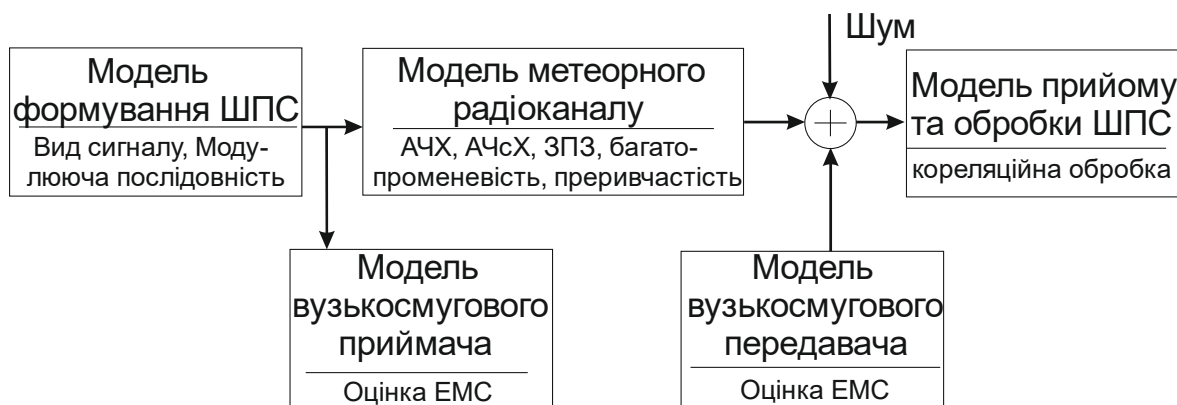 Шум
Модель
формування ШПС
Вид сигналу, Моду-
лююча послідовність
Модель метеорного
радіоканалу
АЧХ, АЧсХ, ЗПЗ, багато-
променевість, преривчастість
Модель прийому
та обробки ШПС
кореляційна обробка
Модель
вузькосмугового
приймача
Оцінка ЕМС
Модель
вузькосмугового
передавача
Оцінка ЕМС